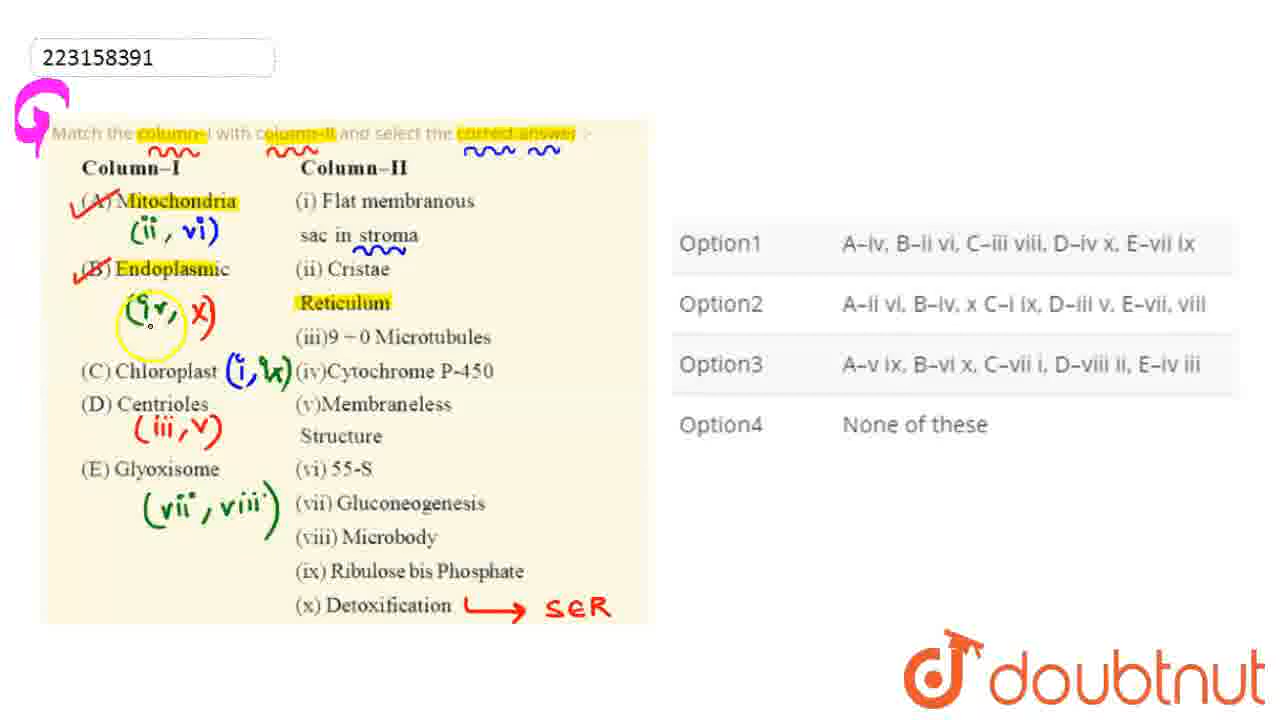 223158391
Match the column-I with column-II and select the correct answer :-
Column–I Column–II
(A) Mitochondria (i) Flat membranous
(ii, vi) sac in stroma
(B) Endoplasmic (ii) Cristae
(iv, x) Reticulum
(iii)9 + 0 Microtubules
(C) Chloroplast (i, ix) (iv)Cytochrome P-450
(D) Centrioles (v)Membraneless
(iii, v) Structure
(E) Glyoxisome (vi) 55-S
(vii, viii) (vii) Gluconeogenesis
(viii) Microbody
(ix) Ribulose bis Phosphate
(x) Detoxification → SER
Option1 A–iv, B–ii vi, C–iii viii, D–iv x, E–vii ix
Option2 A–ii vi, B–iv, x C–i ix, D–iii v. E–vii, viii
Option3 A–v ix, B–vi x, C–vii i, D–viii ii, E–iv iii
Option4 None of these
doubtnut